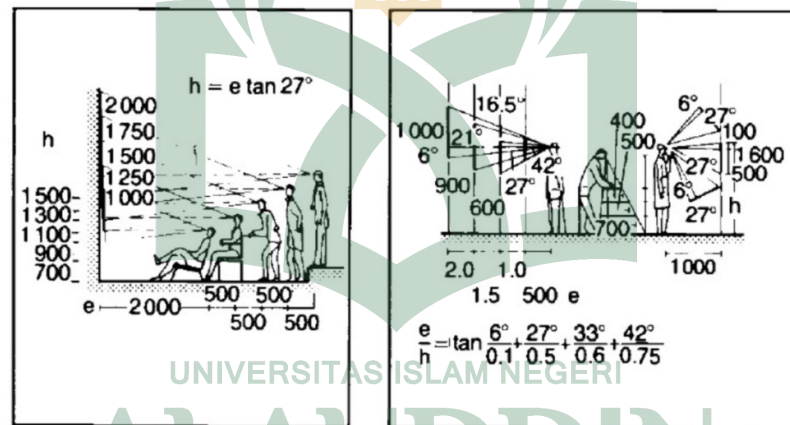 h = e tan 27°
h
2000
1750
1500
1250
1000
1500
1300
1100
900
700
e 2000 500 500
500 500
16.5°
1000 21°
6°
42°
900 27°
600
400
500
700
6°
27°
100
1600
27° 500
6°
27° h
2.0 1.0 1000
1.5 500 e
e/h = tan 6°/0.1 + 27°/0.5 + 33°/0.6 + 42°/0.75
UNIVERSITAS ISLAM NEGERI
ALAUDDIN